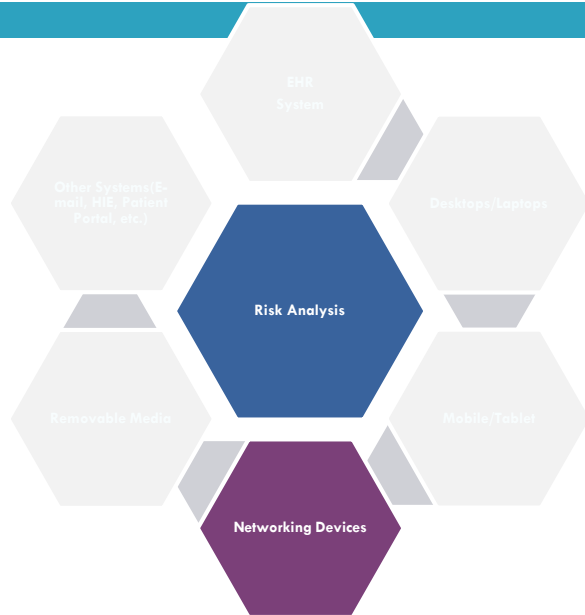 EHR
System
Other Systems(E-
mail, HIE, Patient
Portal, etc.)
Desktops/Laptops
Risk Analysis
Removable Media
Mobile/Tablet
Networking Devices